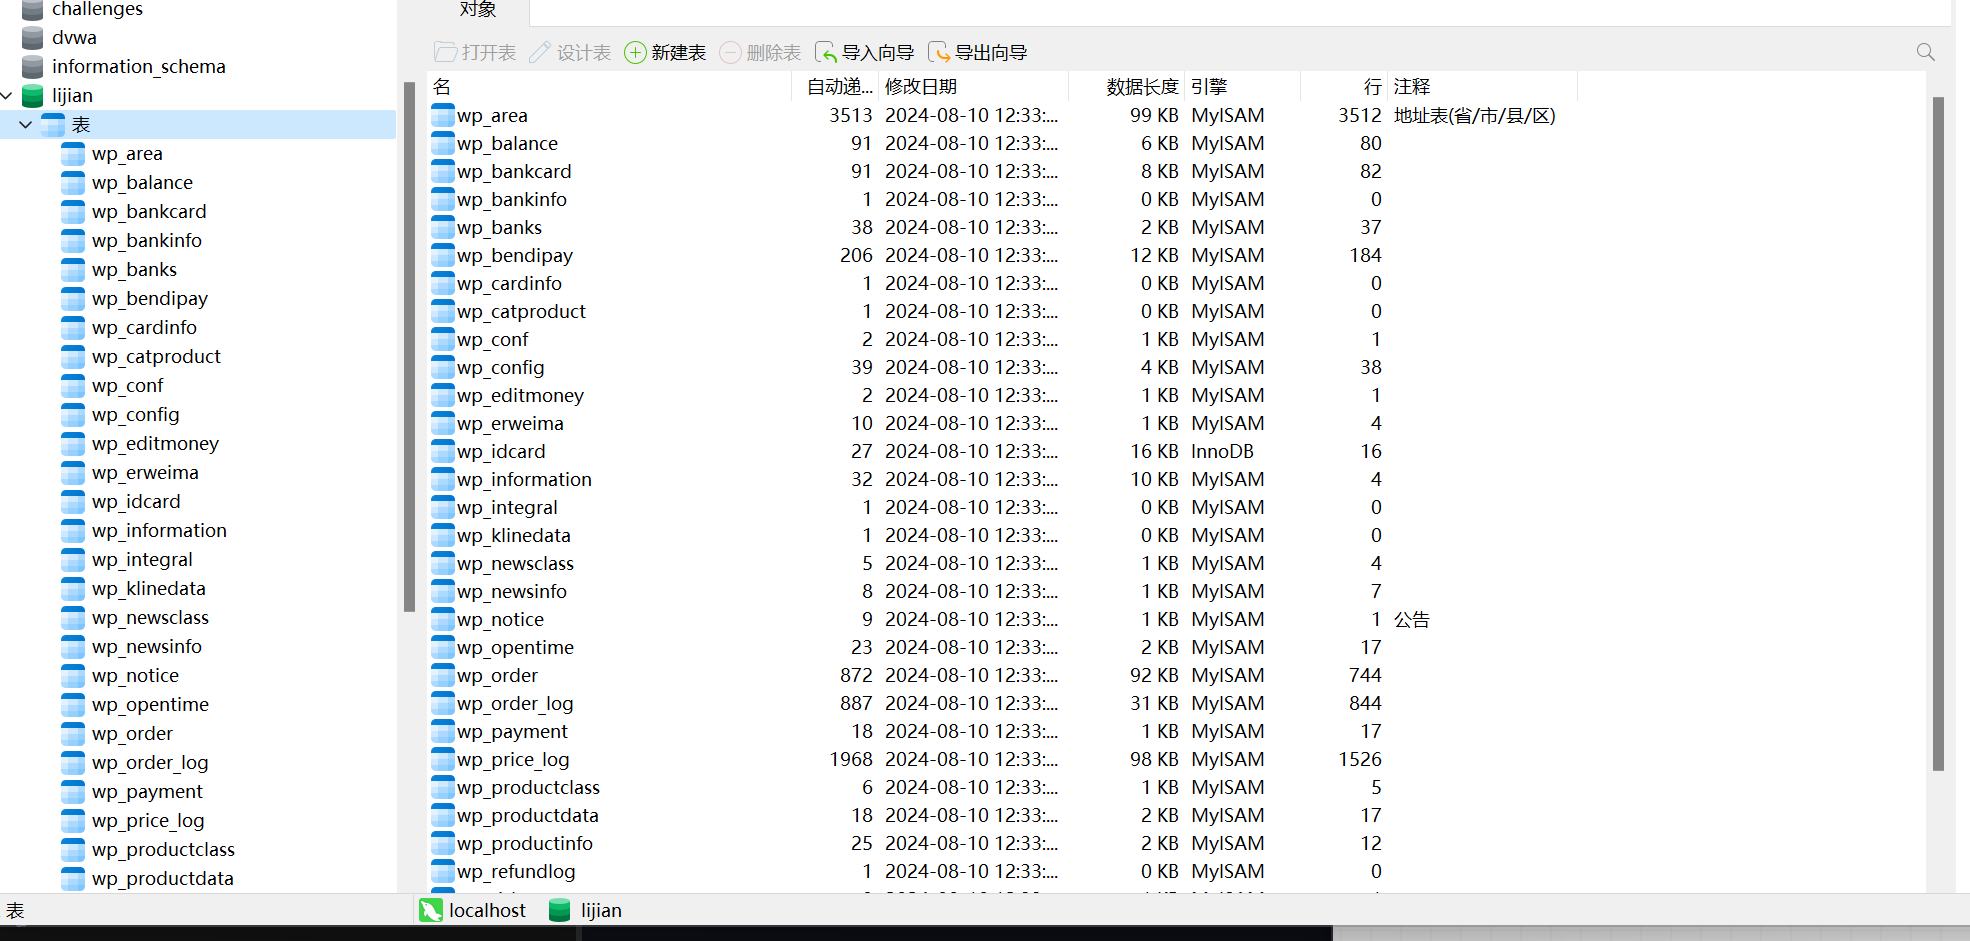 challenges
dvwa
information_schema
lijian
表
wp_area
wp_balance
wp_bankcard
wp_bankinfo
wp_banks
wp_bendipay
wp_cardinfo
wp_catproduct
wp_conf
wp_config
wp_editmoney
wp_erweima
wp_idcard
wp_information
wp_integral
wp_klinedata
wp_newsclass
wp_newsinfo
wp_notice
wp_opentime
wp_order
wp_order_log
wp_payment
wp_price_log
wp_productclass
wp_productdata
对象
打开表 设计表 新建表 删除表 导入向导 导出向导
名 自动递... 修改日期 数据长度 引擎 行 注释
wp_area 3513 2024-08-10 12:33:... 99 KB MyISAM 3512 地址表(省/市/县/区)
wp_balance 91 2024-08-10 12:33:... 6 KB MyISAM 80
wp_bankcard 91 2024-08-10 12:33:... 8 KB MyISAM 82
wp_bankinfo 1 2024-08-10 12:33:... 0 KB MyISAM 0
wp_banks 38 2024-08-10 12:33:... 2 KB MyISAM 37
wp_bendipay 206 2024-08-10 12:33:... 12 KB MyISAM 184
wp_cardinfo 1 2024-08-10 12:33:... 0 KB MyISAM 0
wp_catproduct 1 2024-08-10 12:33:... 0 KB MyISAM 0
wp_conf 2 2024-08-10 12:33:... 1 KB MyISAM 1
wp_config 39 2024-08-10 12:33:... 4 KB MyISAM 38
wp_editmoney 2 2024-08-10 12:33:... 1 KB MyISAM 1
wp_erweima 10 2024-08-10 12:33:... 1 KB MyISAM 4
wp_idcard 27 2024-08-10 12:33:... 16 KB InnoDB 16
wp_information 32 2024-08-10 12:33:... 10 KB MyISAM 4
wp_integral 1 2024-08-10 12:33:... 0 KB MyISAM 0
wp_klinedata 1 2024-08-10 12:33:... 0 KB MyISAM 0
wp_newsclass 5 2024-08-10 12:33:... 1 KB MyISAM 4
wp_newsinfo 8 2024-08-10 12:33:... 1 KB MyISAM 7
wp_notice 9 2024-08-10 12:33:... 1 KB MyISAM 1 公告
wp_opentime 23 2024-08-10 12:33:... 2 KB MyISAM 17
wp_order 872 2024-08-10 12:33:... 92 KB MyISAM 744
wp_order_log 887 2024-08-10 12:33:... 31 KB MyISAM 844
wp_payment 18 2024-08-10 12:33:... 1 KB MyISAM 17
wp_price_log 1968 2024-08-10 12:33:... 98 KB MyISAM 1526
wp_productclass 6 2024-08-10 12:33:... 1 KB MyISAM 5
wp_productdata 18 2024-08-10 12:33:... 2 KB MyISAM 17
wp_productinfo 25 2024-08-10 12:33:... 2 KB MyISAM 12
wp_refundlog 1 2024-08-10 12:33:... 0 KB MyISAM 0
表 localhost lijian